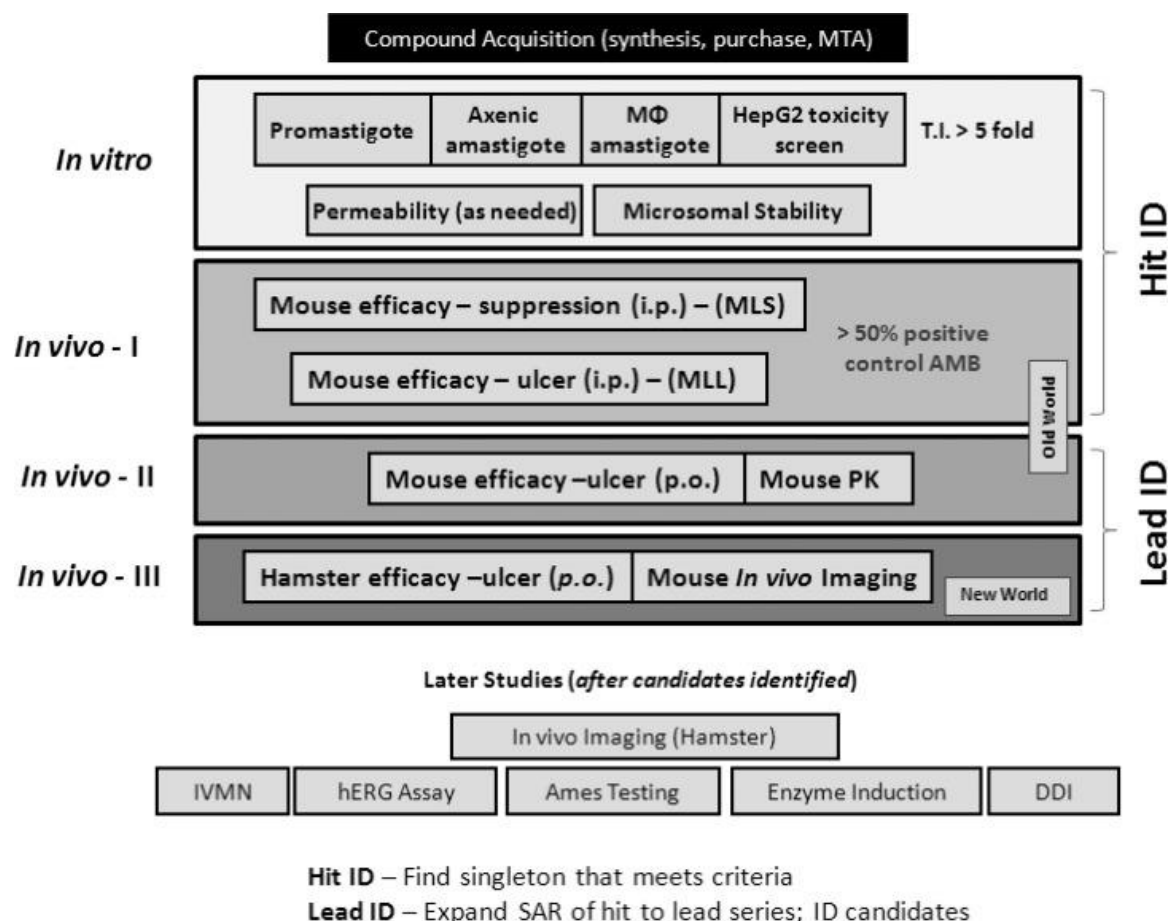 Compound Acquisition (synthesis, purchase, MTA)
In vitro
Promastigote
Axenic
amastigote
MΦ
amastigote
HepG2 toxicity
screen
T.I. > 5 fold
Permeability (as needed)
Microsomal Stability
Hit ID
In vivo - I
Mouse efficacy – suppression (i.p.) – (MLS)
Mouse efficacy – ulcer (i.p.) – (MLL)
> 50% positive
control AMB
Old World
In vivo - II
Mouse efficacy –ulcer (p.o.)
Mouse PK
Lead ID
In vivo - III
Hamster efficacy –ulcer (p.o.)
Mouse In vivo Imaging
New World
Later Studies (after candidates identified)
In vivo Imaging (Hamster)
IVMN
hERG Assay
Ames Testing
Enzyme Induction
DDI
Hit ID – Find singleton that meets criteria
Lead ID – Expand SAR of hit to lead series; ID candidates